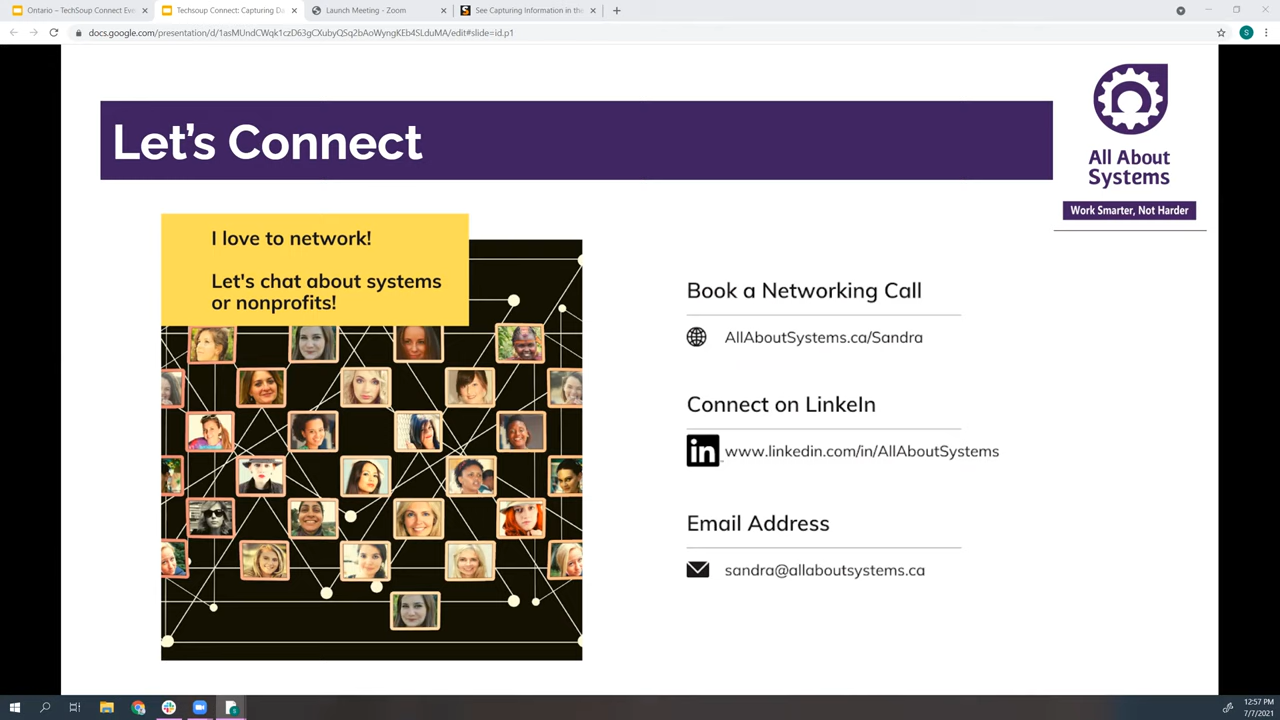 Ontario – TechSoup Connect Eve
Techsoup Connect: Capturing Da
Launch Meeting - Zoom
See Capturing Information in the
docs.google.com/presentation/d/1asMUndCWqk1czD63gCXubyQSq2bAoWyngKEb4SLduMA/edit#slide=id.p1
S
Let's Connect
All About
Systems
Work Smarter, Not Harder
I love to network!
Let's chat about systems
or nonprofits!
Book a Networking Call
AllAboutSystems.ca/Sandra
Connect on LinkeIn
in
www.linkedin.com/in/AllAboutSystems
Email Address
sandra@allaboutsystems.ca
12:57 PM
7/7/2021